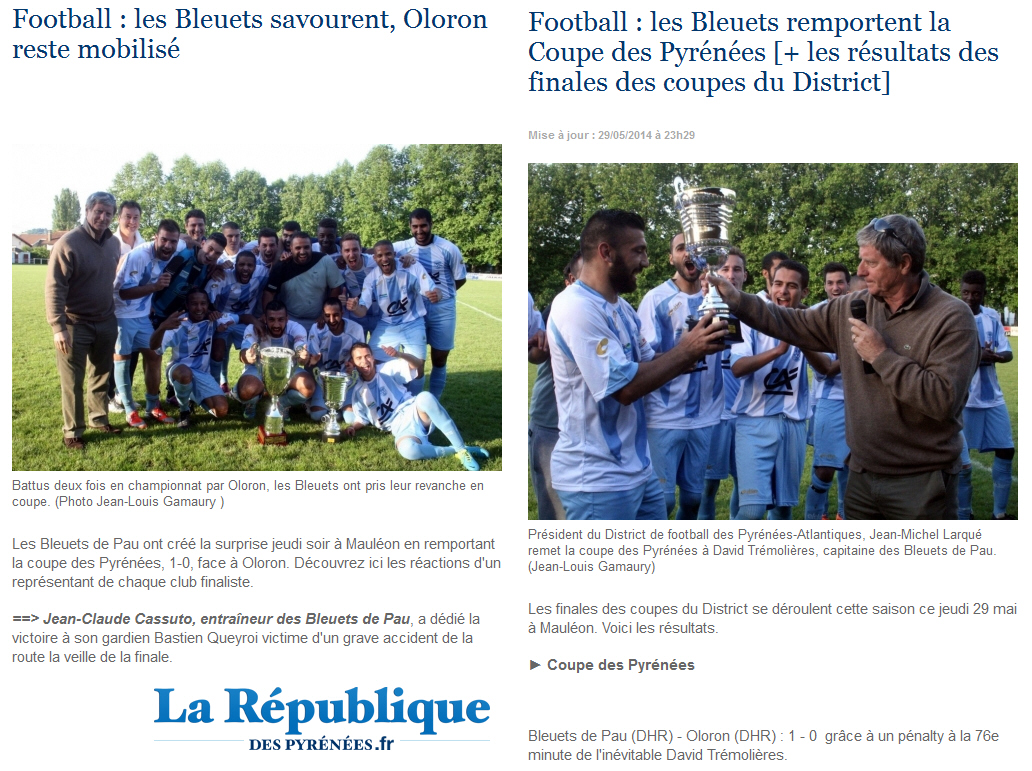 Football : les Bleuets savourent, Oloron
reste mobilisé
Battus deux fois en championnat par Oloron, les Bleuets ont pris leur revanche en
coupe. (Photo Jean-Louis Gamaury )
Les Bleuets de Pau ont créé la surprise jeudi soir à Mauléon en remportant
la coupe des Pyrénées, 1-0, face à Oloron. Découvrez ici les réactions d'un
représentant de chaque club finaliste.
==> Jean-Claude Cassuto, entraîneur des Bleuets de Pau, a dédié la
victoire à son gardien Bastien Queyroi victime d'un grave accident de la
route la veille de la finale.
La République
DES PYRÉNÉES.fr
Football : les Bleuets remportent la
Coupe des Pyrénées [+ les résultats des
finales des coupes du District]
Mise à jour : 29/05/2014 à 23h29
CA
Président du District de football des Pyrénées-Atlantiques, Jean-Michel Larqué
remet la coupe des Pyrénées à David Trémolières, capitaine des Bleuets de Pau.
(Jean-Louis Gamaury)
Les finales des coupes du District se déroulent cette saison ce jeudi 29 mai
à Mauléon. Voici les résultats.
► Coupe des Pyrénées
Bleuets de Pau (DHR) - Oloron (DHR) : 1 - 0 grâce à un pénalty à la 76e
minute de l'inévitable David Trémolières.